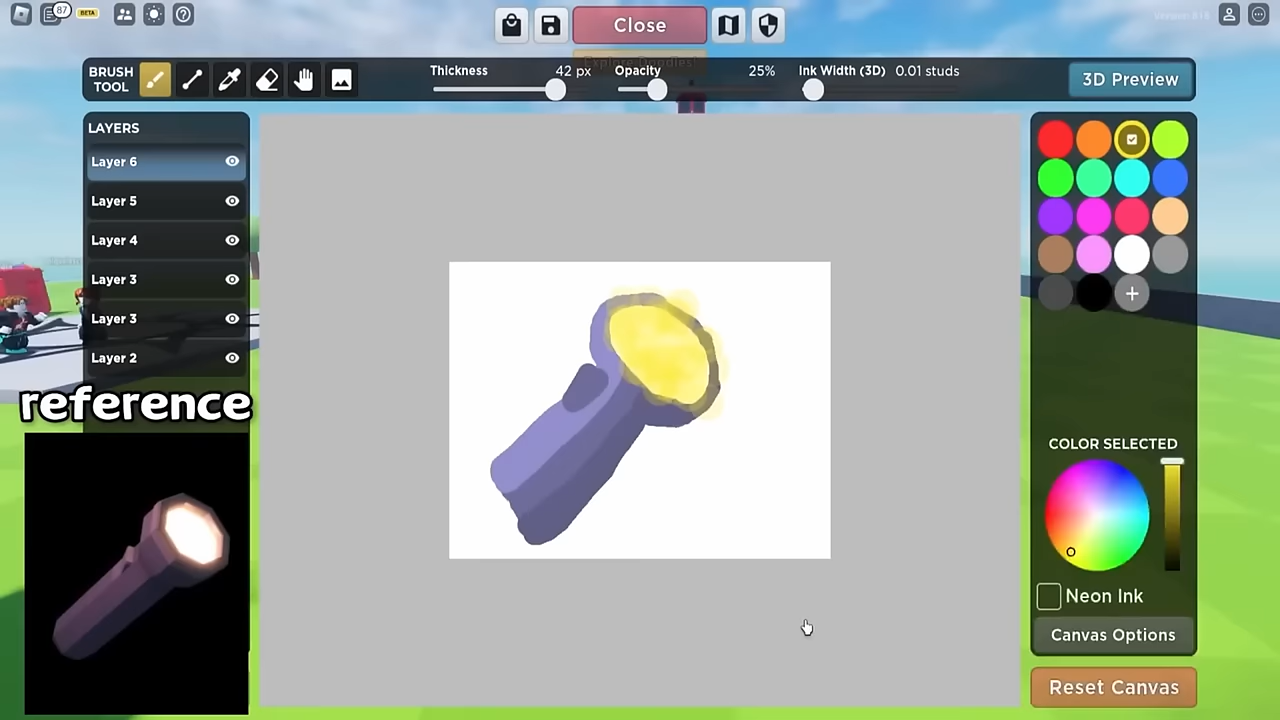 87
BETA
Close
BRUSH
TOOL
Thickness 42 px
Opacity 25%
Ink Width (3D) 0.01 studs
3D Preview
LAYERS
Layer 6
Layer 5
Layer 4
Layer 3
Layer 3
Layer 2
reference
COLOR SELECTED
Neon Ink
Canvas Options
Reset Canvas